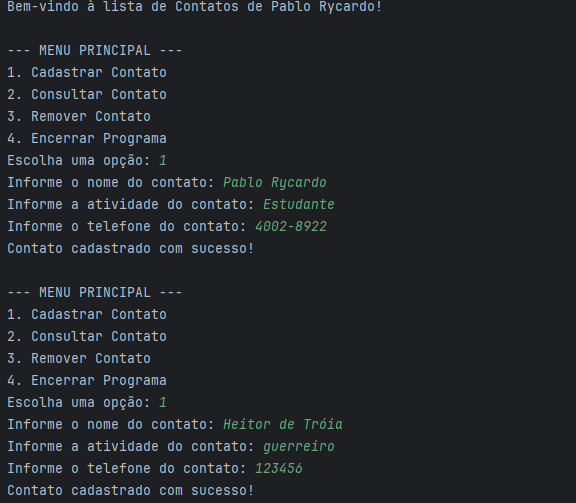 Bem-vindo à lista de Contatos de Pablo Rycardo!
--- MENU PRINCIPAL ---
1. Cadastrar Contato
2. Consultar Contato
3. Remover Contato
4. Encerrar Programa
Escolha uma opção: 1
Informe o nome do contato: Pablo Rycardo
Informe a atividade do contato: Estudante
Informe o telefone do contato: 4002-8922
Contato cadastrado com sucesso!
--- MENU PRINCIPAL ---
1. Cadastrar Contato
2. Consultar Contato
3. Remover Contato
4. Encerrar Programa
Escolha uma opção: 1
Informe o nome do contato: Heitor de Tróia
Informe a atividade do contato: guerreiro
Informe o telefone do contato: 123456
Contato cadastrado com sucesso!